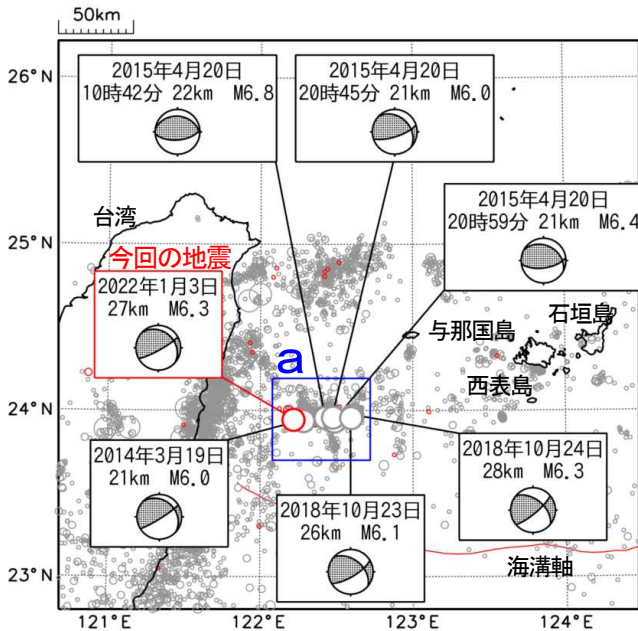 50km
26°N
2015年4月20日
10時42分 22km M6.8
2015年4月20日
20時45分 21km M6.0
2015年4月20日
20時59分 21km M6.4
台湾
25°N
今回の地震
2022年1月3日
27km M6.3
a
与那国島
石垣島
西表島
24°N
2014年3月19日
21km M6.0
2018年10月23日
26km M6.1
2018年10月24日
28km M6.3
海溝軸
23°N
121°E
122°E
123°E
124°E